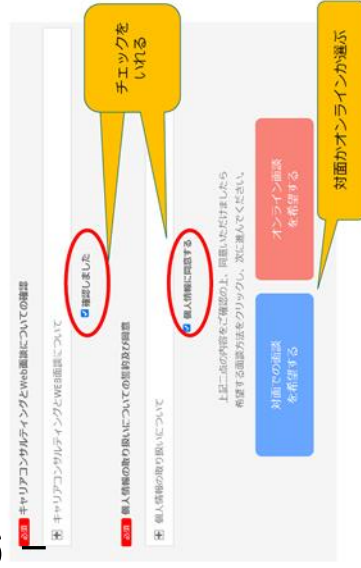 必須 キャリアコンサルティングとWeb面談についての確認
キャリアコンサルティングとWEB面談について
確認しました
チェックを
いれる
必須 個人情報の取り扱いについての誓約及び同意
個人情報の取り扱いについて
個人情報に同意する
上記二点の内容をご確認の上、同意いただけましたら
希望する面談方法をクリックし、次に進んでください。
対面での面談
を希望する
オンライン面談
を希望する
対面かオンラインか選ぶ